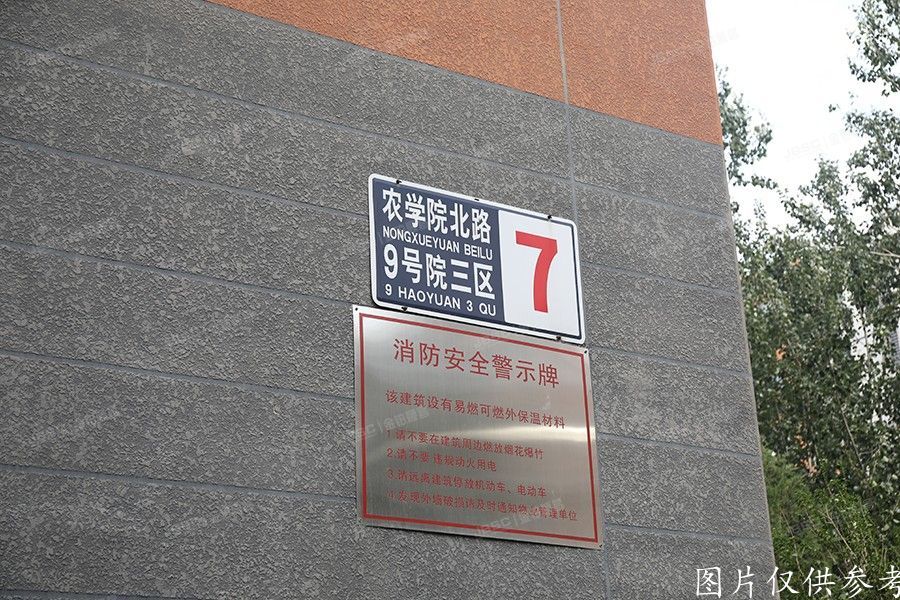 农学院北路
NONGXUEYUAN BEILU
9号院三区
9 HAOYUAN 3 QU
7
消防安全警示牌
该建筑设有易燃可燃外保温材料
1.请不要在建筑周边燃放烟花爆竹
2.请不要 违规动火用电
3.请远离建筑停放机动车、电动车
4.发现外墙破损请及时通知物业管理单位
图片仅供参考